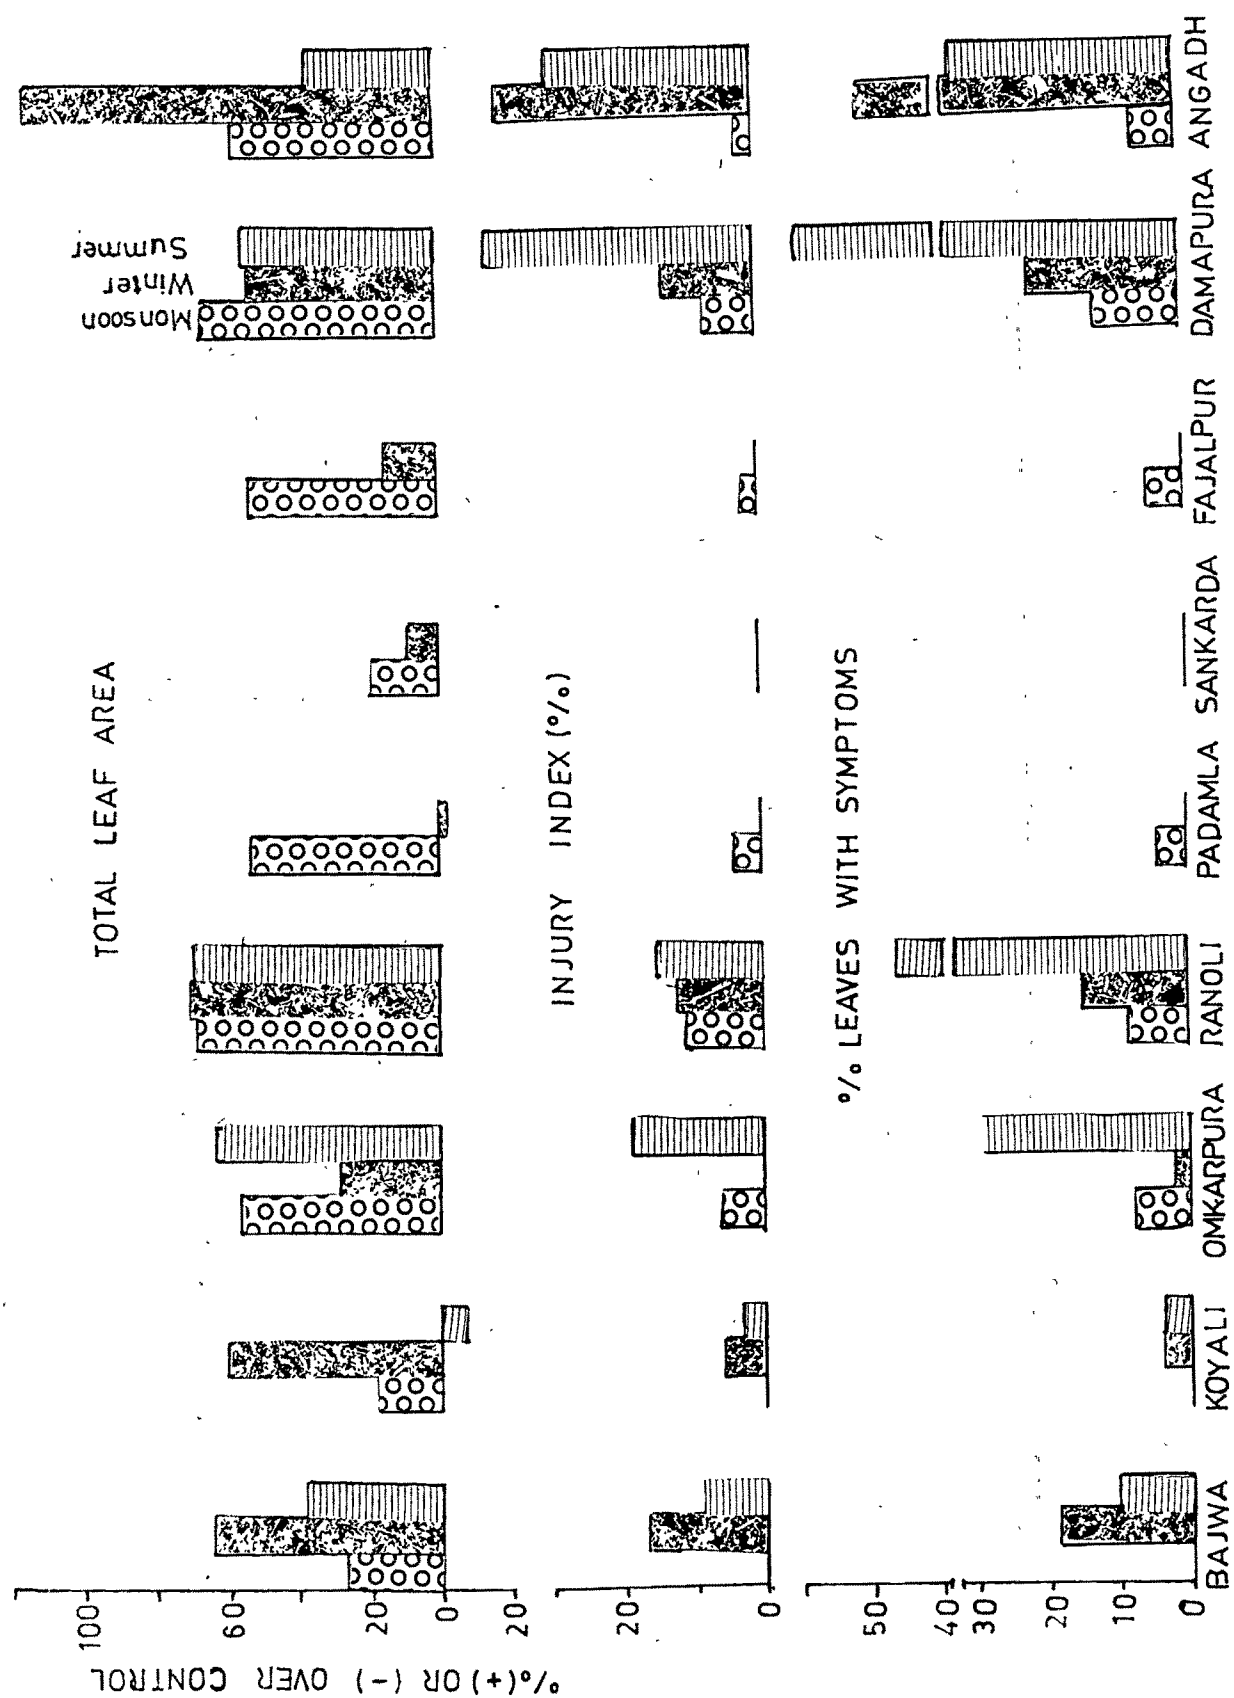 TOTAL LEAF AREA
Monsoon
Winter
Summer
%(+) OR (-) OVER CONTROL
100
60
20
0
20
INJURY INDEX (%)
20
0
% LEAVES WITH SYMPTOMS
50
40
30
20
10
0
BAJWA KOYALI OMKARPURA RANOLI PADAMLA SANKARDA FAJALPUR DAMAPURA ANGADH